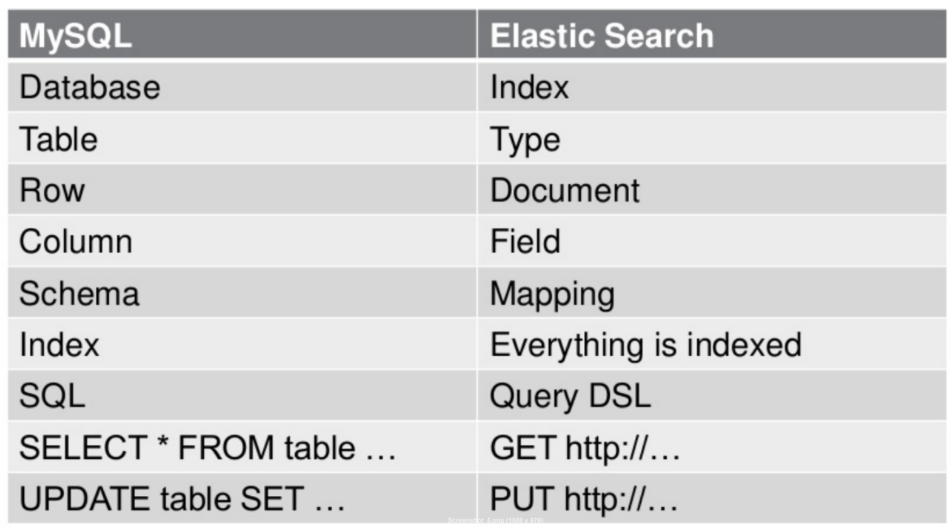 MySQL Elastic Search
Database Index
Table Type
Row Document
Column Field
Schema Mapping
Index Everything is indexed
SQL Query DSL
SELECT * FROM table … GET http://…
UPDATE table SET … PUT http://…